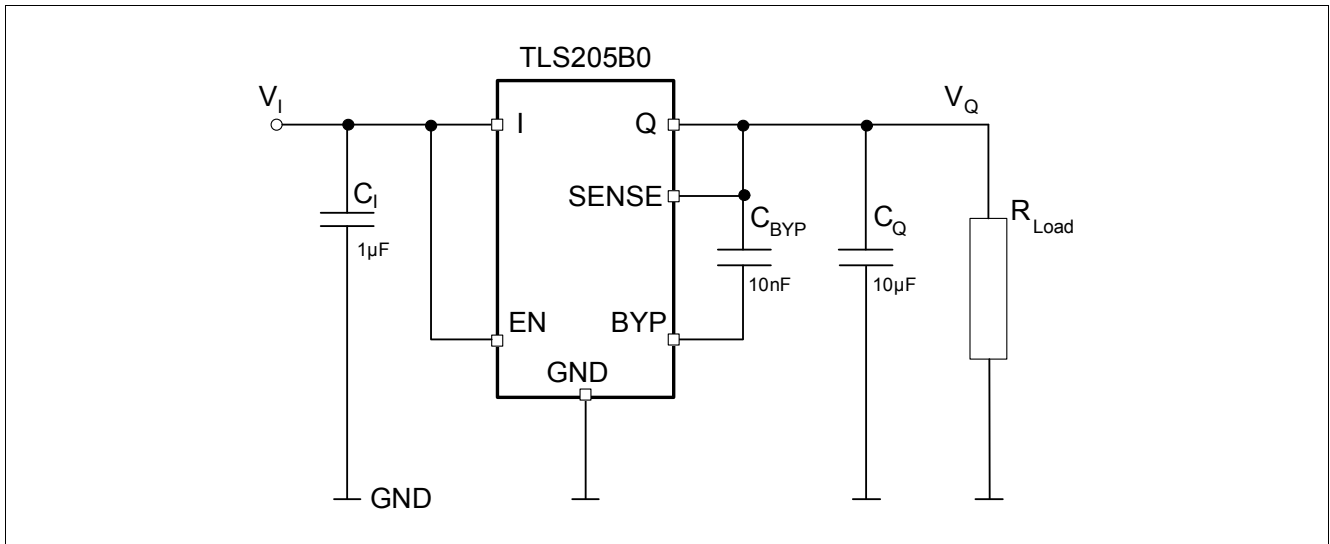 TLS205B0
V_I
I
Q
V_Q
SENSE
C_I
1µF
C_BYP
10nF
C_Q
10µF
R_Load
EN
BYP
GND
GND